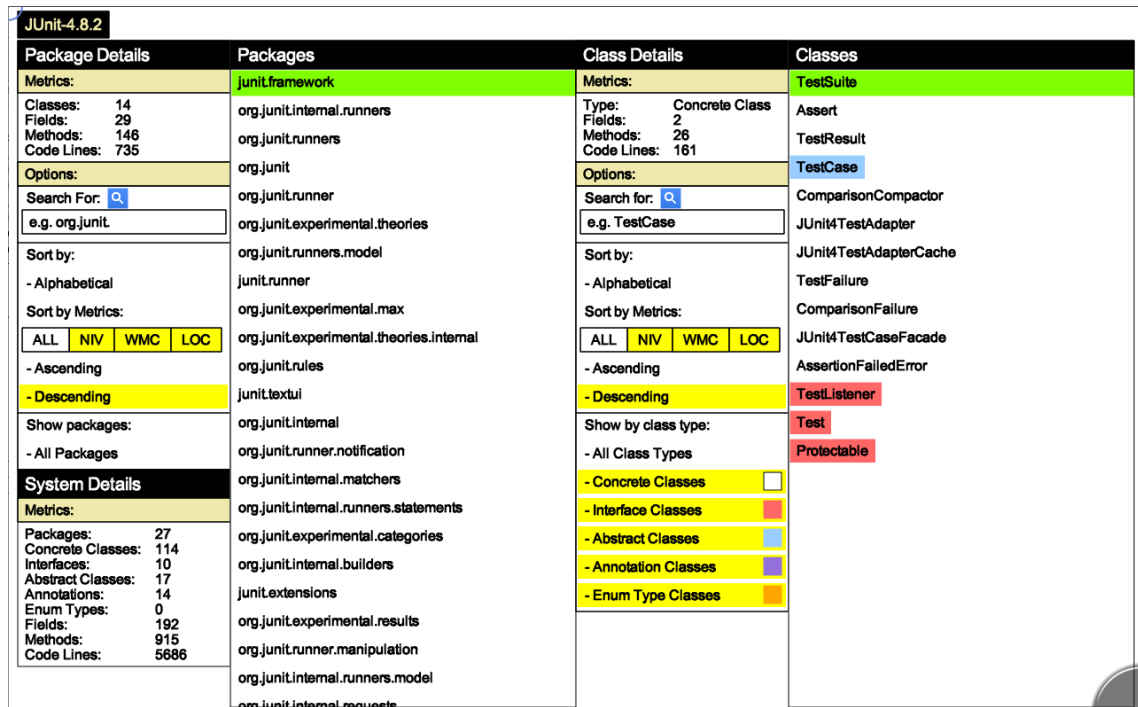 JUnit-4.8.2
Package Details
Metrics:
Classes: 14
Fields: 29
Methods: 146
Code Lines: 735
Options:
Search For:
e.g. org.junit.
Sort by:
- Alphabetical
Sort by Metrics:
ALL NIV WMC LOC
- Ascending
- Descending
Show packages:
- All Packages
System Details
Metrics:
Packages: 27
Concrete Classes: 114
Interfaces: 10
Abstract Classes: 17
Annotations: 14
Enum Types: 0
Fields: 192
Methods: 915
Code Lines: 5686
Packages
junit.framework
org.junit.internal.runners
org.junit.runners
org.junit
org.junit.runner
org.junit.experimental.theories
org.junit.runners.model
junit.runner
org.junit.experimental.max
org.junit.experimental.theories.internal
org.junit.rules
junit.textui
org.junit.internal
org.junit.runner.notification
org.junit.internal.matchers
org.junit.internal.runners.statements
org.junit.experimental.categories
org.junit.internal.builders
junit.extensions
org.junit.experimental.results
org.junit.runner.manipulation
org.junit.internal.runners.model
org.junit.internal.requests
Class Details
Metrics:
Type: Concrete Class
Fields: 2
Methods: 26
Code Lines: 161
Options:
Search for:
e.g. TestCase
Sort by:
- Alphabetical
Sort by Metrics:
ALL NIV WMC LOC
- Ascending
- Descending
Show by class type:
- All Class Types
- Concrete Classes
- Interface Classes
- Abstract Classes
- Annotation Classes
- Enum Type Classes
Classes
TestSuite
Assert
TestResult
TestCase
ComparisonCompactor
JUnit4TestAdapter
JUnit4TestAdapterCache
TestFailure
ComparisonFailure
JUnit4TestCaseFacade
AssertionFailedError
TestListener
Test
Protectable